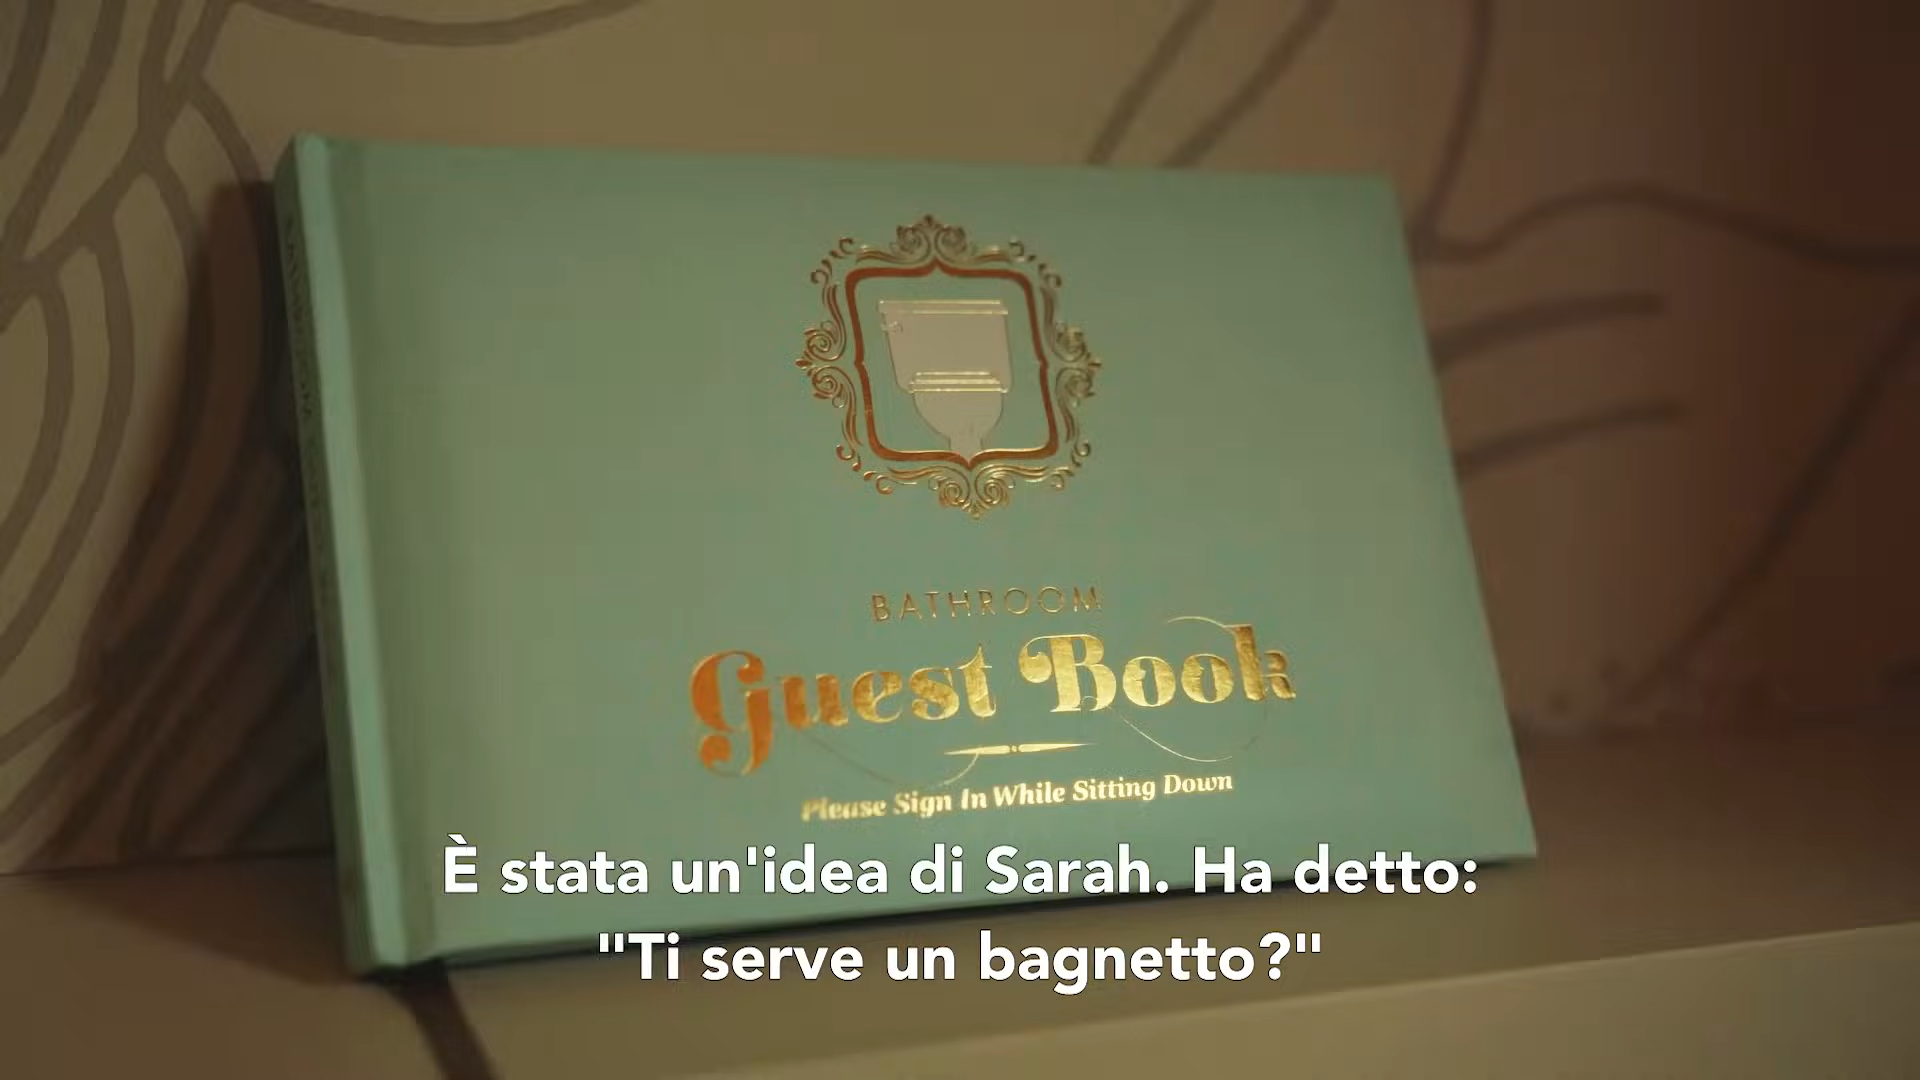 BATHROOM
Guest Book
Please Sign In While Sitting Down
È stata un'idea di Sarah. Ha detto:
"Ti serve un bagnetto?"